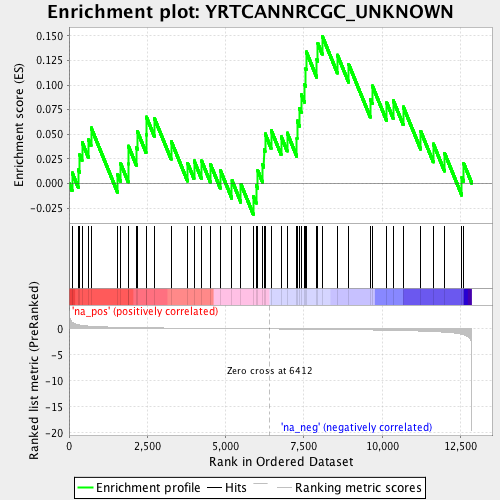 Enrichment plot: YRTCANNRCGC_UNKNOWN
Enrichment score (ES)
0.150
0.125
0.100
0.075
0.050
0.025
0.000
-0.025
'na_pos' (positively correlated)
Ranked list metric (PreRanked)
0
-5
-10
-15
-20
Zero cross at 6412
'na_neg' (negatively correlated)
0
2,500
5,000
7,500
10,000
12,500
Rank in Ordered Dataset
Enrichment profile
Hits
Ranking metric scores